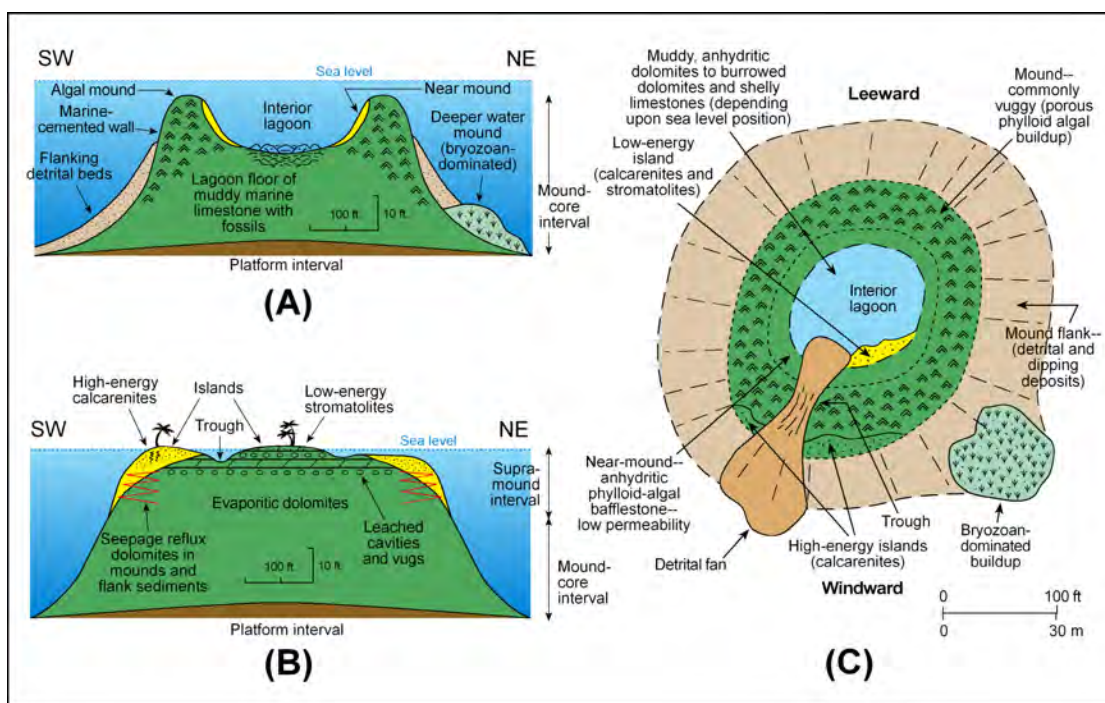 SW
NE
Sea level
Algal mound
Near mound
Marine-
cemented wall
Interior
lagoon
Deeper water
mound
(bryozoan-
dominated)
Flanking
detrital beds
Lagoon floor of
muddy marine
limestone with
fossils
100 ft.
10 ft.
Mound-
core
interval
Platform interval
(A)
High-energy
calcarenites
Islands
Low-energy
stromatolites
SW
Trough
NE
Sea level
Supra-
mound
interval
Evaporitic dolomites
Seepage reflux
dolomites in
mounds and
flank sediments
100 ft.
10 ft.
Leached
cavities
and vugs
Mound-
core
interval
Platform interval
(B)
Muddy, anhydritic
dolomites to burrowed
dolomites and shelly
limestones (depending
upon sea level position)
Leeward
Mound--
commonly
vuggy (porous
phylloid algal
buildup)
Low-energy
island
(calcarenites and
stromatolites)
Interior
lagoon
Mound flank--
(detrital and
dipping
deposits)
Near-mound--
anhydritic
phylloid-algal
bafflestone--
low permeability
Trough
Detrital fan
High-energy islands
(calcarenites)
Bryozoan-
dominated
buildup
Windward
0 100 ft
0 30 m
(C)